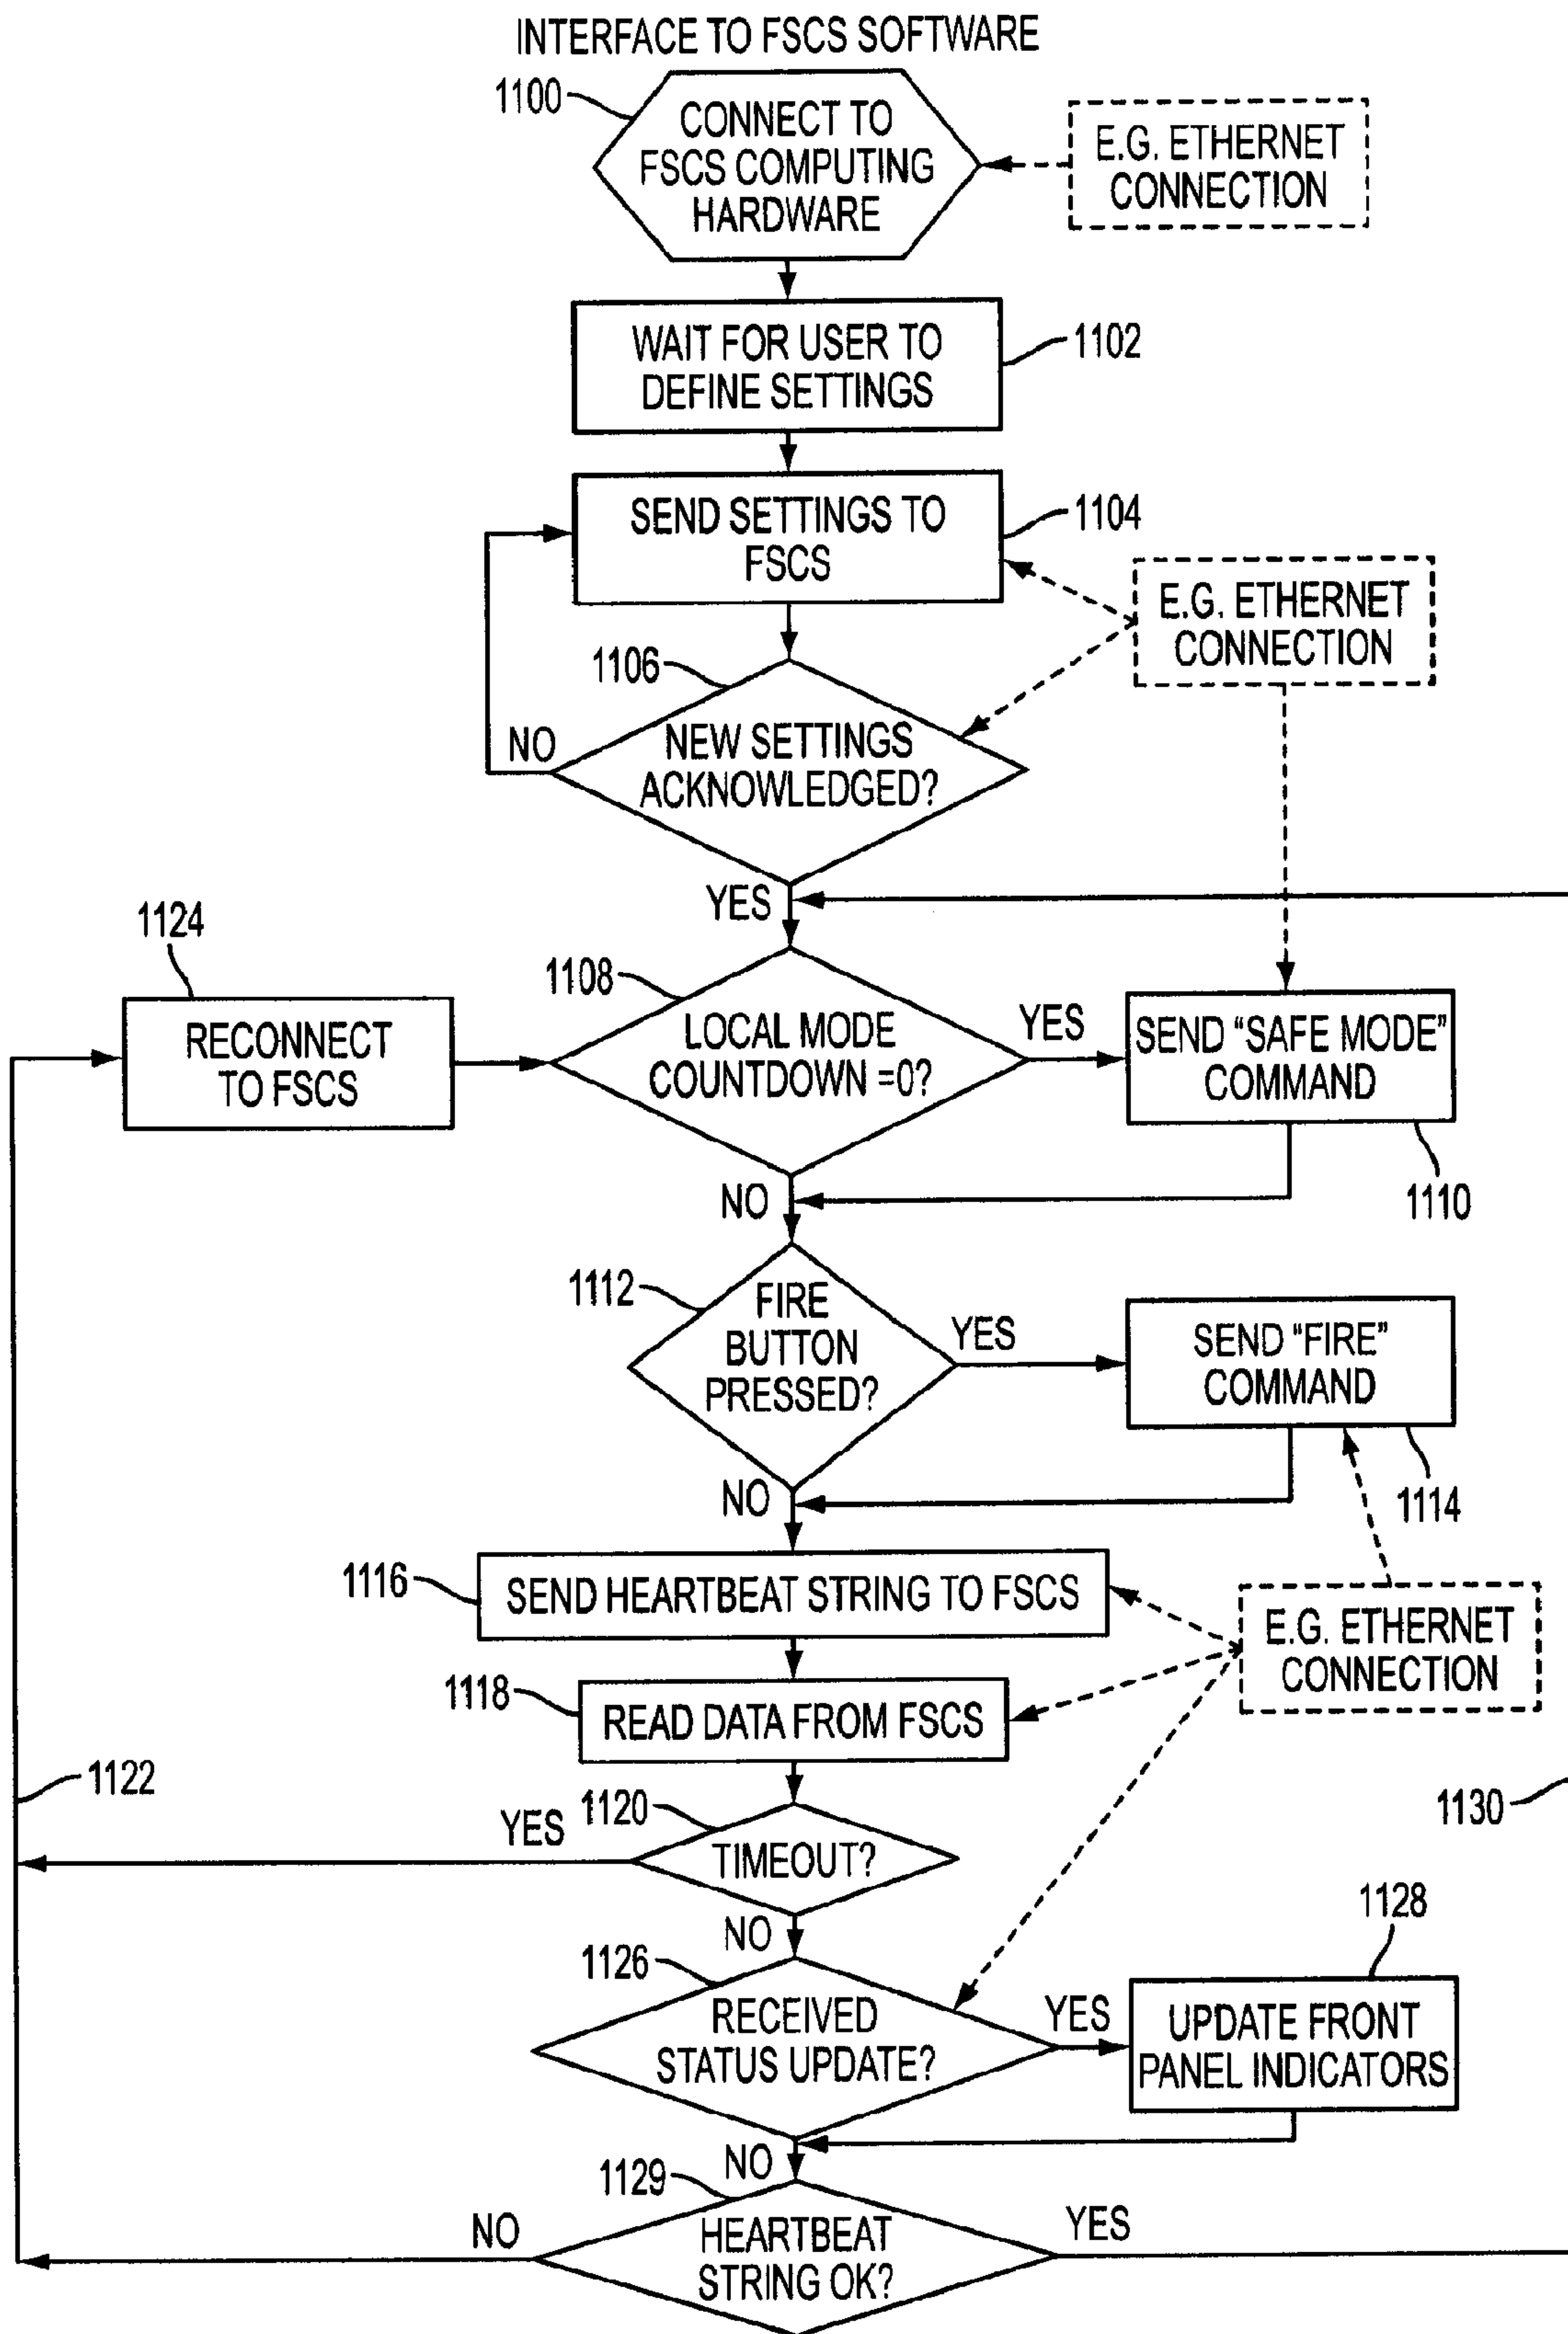 INTERFACE TO FSCS SOFTWARE
1100
CONNECT TO
FSCS COMPUTING
HARDWARE
E.G. ETHERNET
CONNECTION
WAIT FOR USER TO
DEFINE SETTINGS
1102
SEND SETTINGS TO
FSCS
1104
E.G. ETHERNET
CONNECTION
1106
NEW SETTINGS
ACKNOWLEDGED?
NO
YES
1124
RECONNECT
TO FSCS
1108
LOCAL MODE
COUNTDOWN =0?
YES
SEND "SAFE MODE"
COMMAND
1110
NO
1112
FIRE
BUTTON
PRESSED?
YES
SEND "FIRE"
COMMAND
1114
NO
1116
SEND HEARTBEAT STRING TO FSCS
E.G. ETHERNET
CONNECTION
1118
READ DATA FROM FSCS
1122
1130
YES
1120
TIMEOUT?
NO
1126
RECEIVED
STATUS UPDATE?
YES
1128
UPDATE FRONT
PANEL INDICATORS
NO
1129
HEARTBEAT
STRING OK?
NO
YES